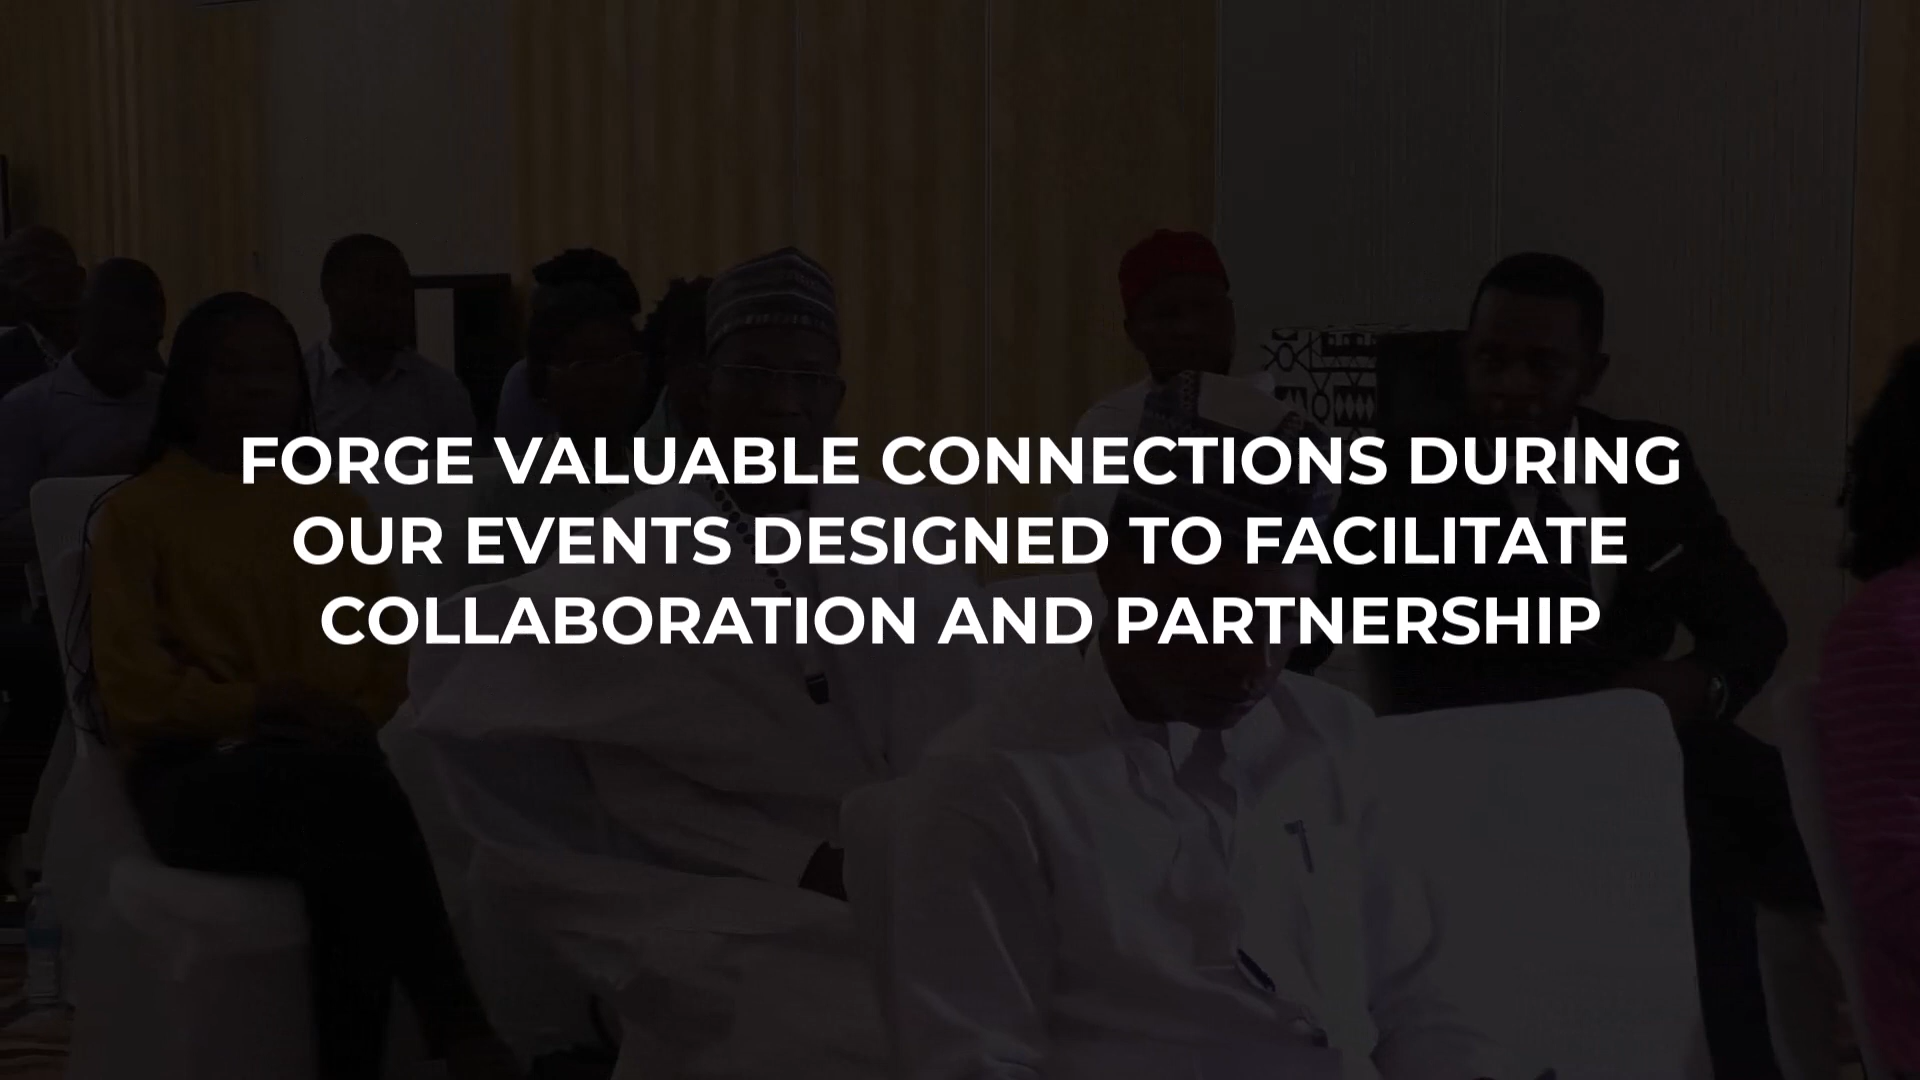 FORGE VALUABLE CONNECTIONS DURING
OUR EVENTS DESIGNED TO FACILITATE
COLLABORATION AND PARTNERSHIP